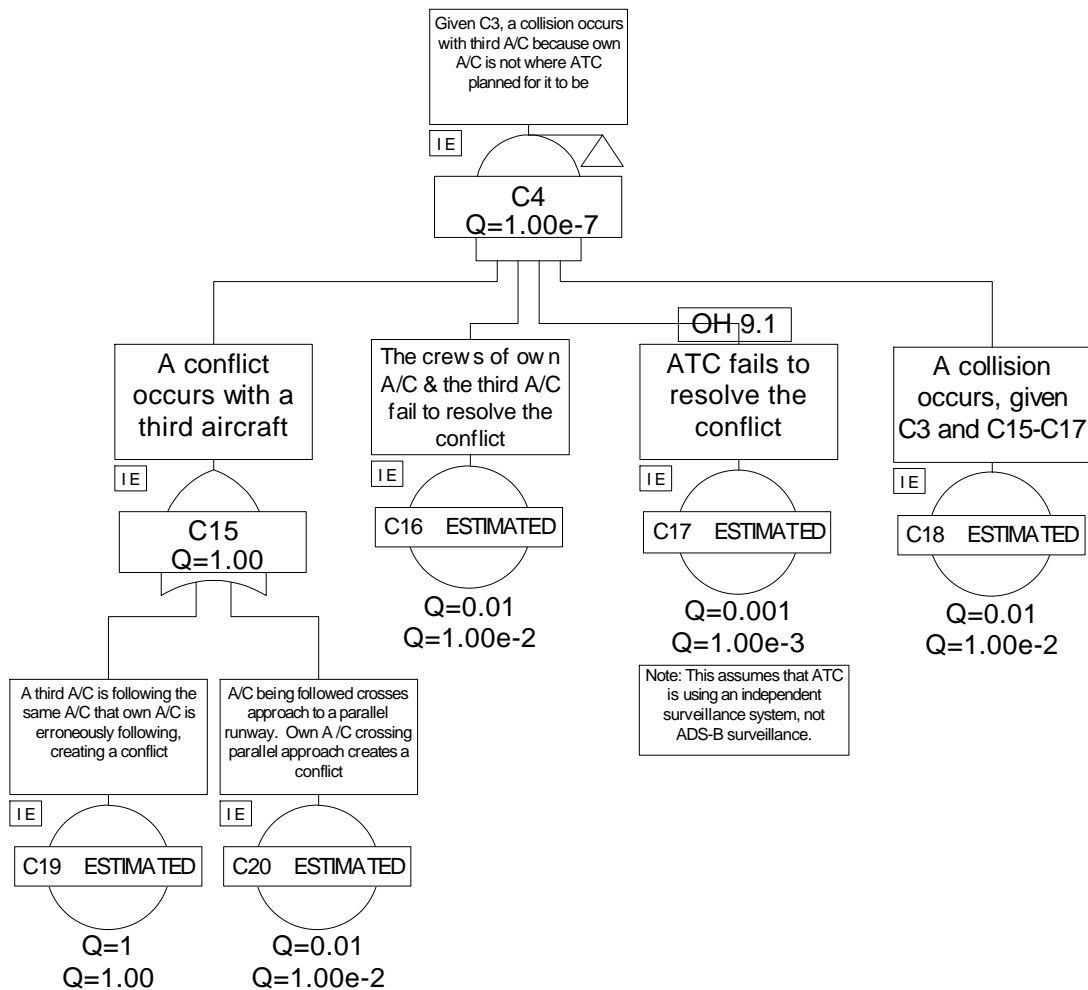 Given C3, a collision occurs
with third A/C because own
A/C is not where ATC
planned for it to be
IE
C4
Q=1.00e-7
OH 9.1
A conflict
occurs with a
third aircraft
IE
C15
Q=1.00
The crews of own
A/C & the third A/C
fail to resolve the
conflict
IE
C16 ESTIMATED
Q=0.01
Q=1.00e-2
ATC fails to
resolve the
conflict
IE
C17 ESTIMATED
Q=0.001
Q=1.00e-3
Note: This assumes that ATC
is using an independent
surveillance system, not
ADS-B surveillance.
A collision
occurs, given
C3 and C15-C17
IE
C18 ESTIMATED
Q=0.01
Q=1.00e-2
A third A/C is following the
same A/C that own A/C is
erroneously following,
creating a conflict
IE
C19 ESTIMATED
Q=1
Q=1.00
A/C being followed crosses
approach to a parallel
runway. Own A/C crossing
parallel approach creates a
conflict
IE
C20 ESTIMATED
Q=0.01
Q=1.00e-2